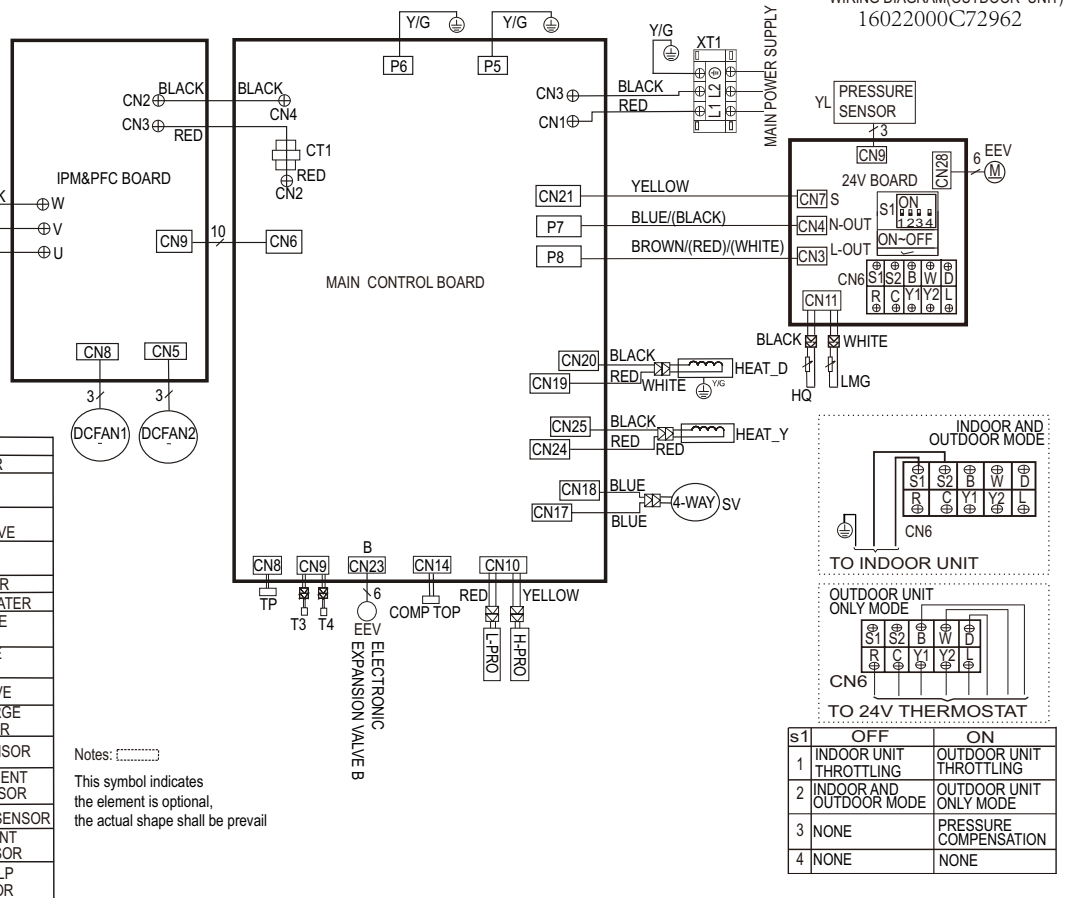 WIRING DIAGRAM(OUTDOOR UNIT)
16022000C72962
Y/G
Y/G
P6
P5
Y/G
XT1
MAIN POWER SUPPLY
L1 L2
BLACK
CN3
RED
CN1
CN2
BLACK
BLACK
CN4
CN3
RED
CT1
RED
CN2
IPM&PFC BOARD
W
V
U
CN9
10
CN6
MAIN CONTROL BOARD
CN8
CN5
3
3
DCFAN1
DCFAN2
YL
PRESSURE
SENSOR
3
CN9
CN28
6
EEV
M
24V BOARD
S1
ON
1234
ON~OFF
CN21
YELLOW
CN7
S
P7
BLUE/(BLACK)
CN4
N-OUT
P8
BROWN/(RED)/(WHITE)
CN3
L-OUT
CN6
S1 S2 B W D
R C Y1 Y2 L
CN11
BLACK
WHITE
HQ
LMG
CN20
BLACK
HEAT_D
CN19
RED
WHITE
Y/G
CN25
BLACK
HEAT_Y
CN24
RED
RED
CN18
BLUE
4-WAY
SV
CN17
BLUE
CN8
TP
CN9
T3
T4
B
CN23
6
EEV
ELECTRONIC
EXPANSION VALVE B
CN14
COMP TOP
CN10
RED
YELLOW
L-PRO
H-PRO
INDOOR AND
OUTDOOR MODE
S1 S2 B W D
R C Y1 Y2 L
CN6
TO INDOOR UNIT
OUTDOOR UNIT
ONLY MODE
S1 S2 B W D
R C Y1 Y2 L
CN6
TO 24V THERMOSTAT
s1 OFF ON
1 INDOOR UNIT THROTTLING OUTDOOR UNIT THROTTLING
2 INDOOR AND OUTDOOR MODE OUTDOOR UNIT ONLY MODE
3 NONE PRESSURE COMPENSATION
4 NONE NONE
Notes:
This symbol indicates
the element is optional,
the actual shape shall be prevail